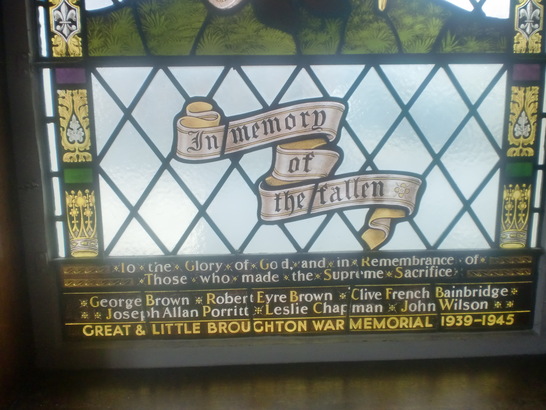 In memory
of
the fallen
To the Glory of God, and in Remembrance of
Those who made the Supreme Sacrifice
George Brown Robert Eyre Brown Clive French Bainbridge
Joseph Allan Porritt Leslie Chapman John Wilson
GREAT & LITTLE BROUGHTON WAR MEMORIAL 1939-1945